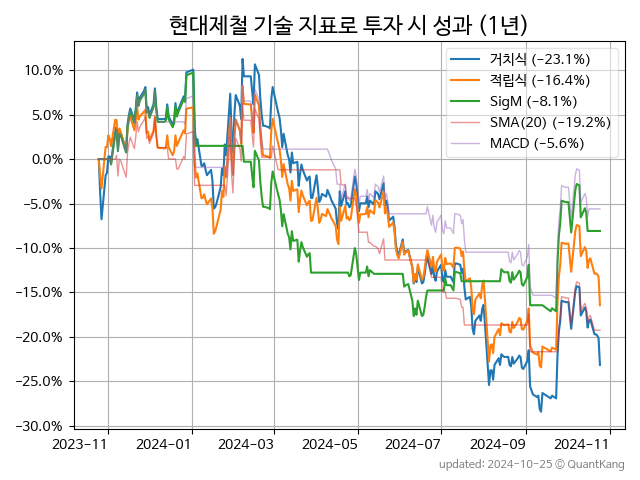 현대제철 기술 지표로 투자 시 성과 (1년)
거치식 (−23.1%)
적립식 (−16.4%)
SigM (−8.1%)
SMA(20) (−19.2%)
MACD (−5.6%)
10.0%
5.0%
0.0%
−5.0%
−10.0%
−15.0%
−20.0%
−25.0%
−30.0%
2023−11 2024−01 2024−03 2024−05 2024−07 2024−09 2024−11
updated: 2024-10-25 © QuantKang